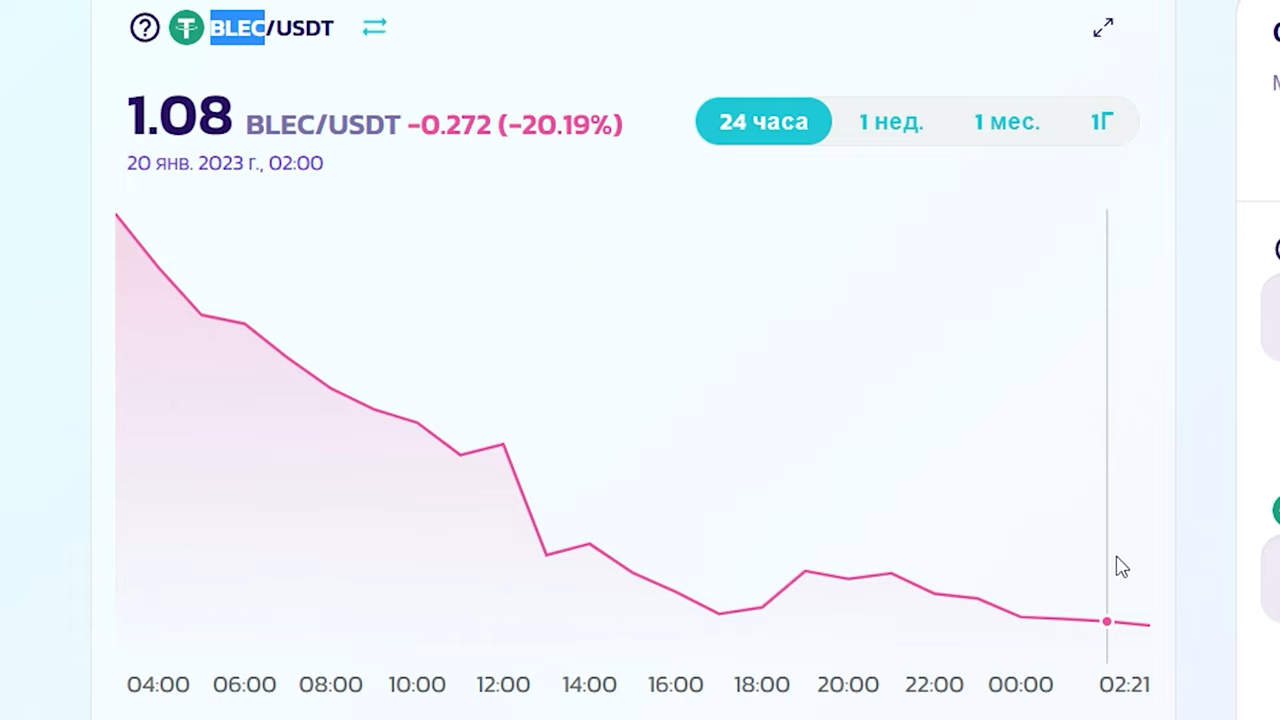 BLEC/USDT
1.08 BLEC/USDT -0.272 (-20.19%)
24 часа 1 нед. 1 мес. 1Г
20 янв. 2023 г., 02:00
04:00 06:00 08:00 10:00 12:00 14:00 16:00 18:00 20:00 22:00 00:00 02:21